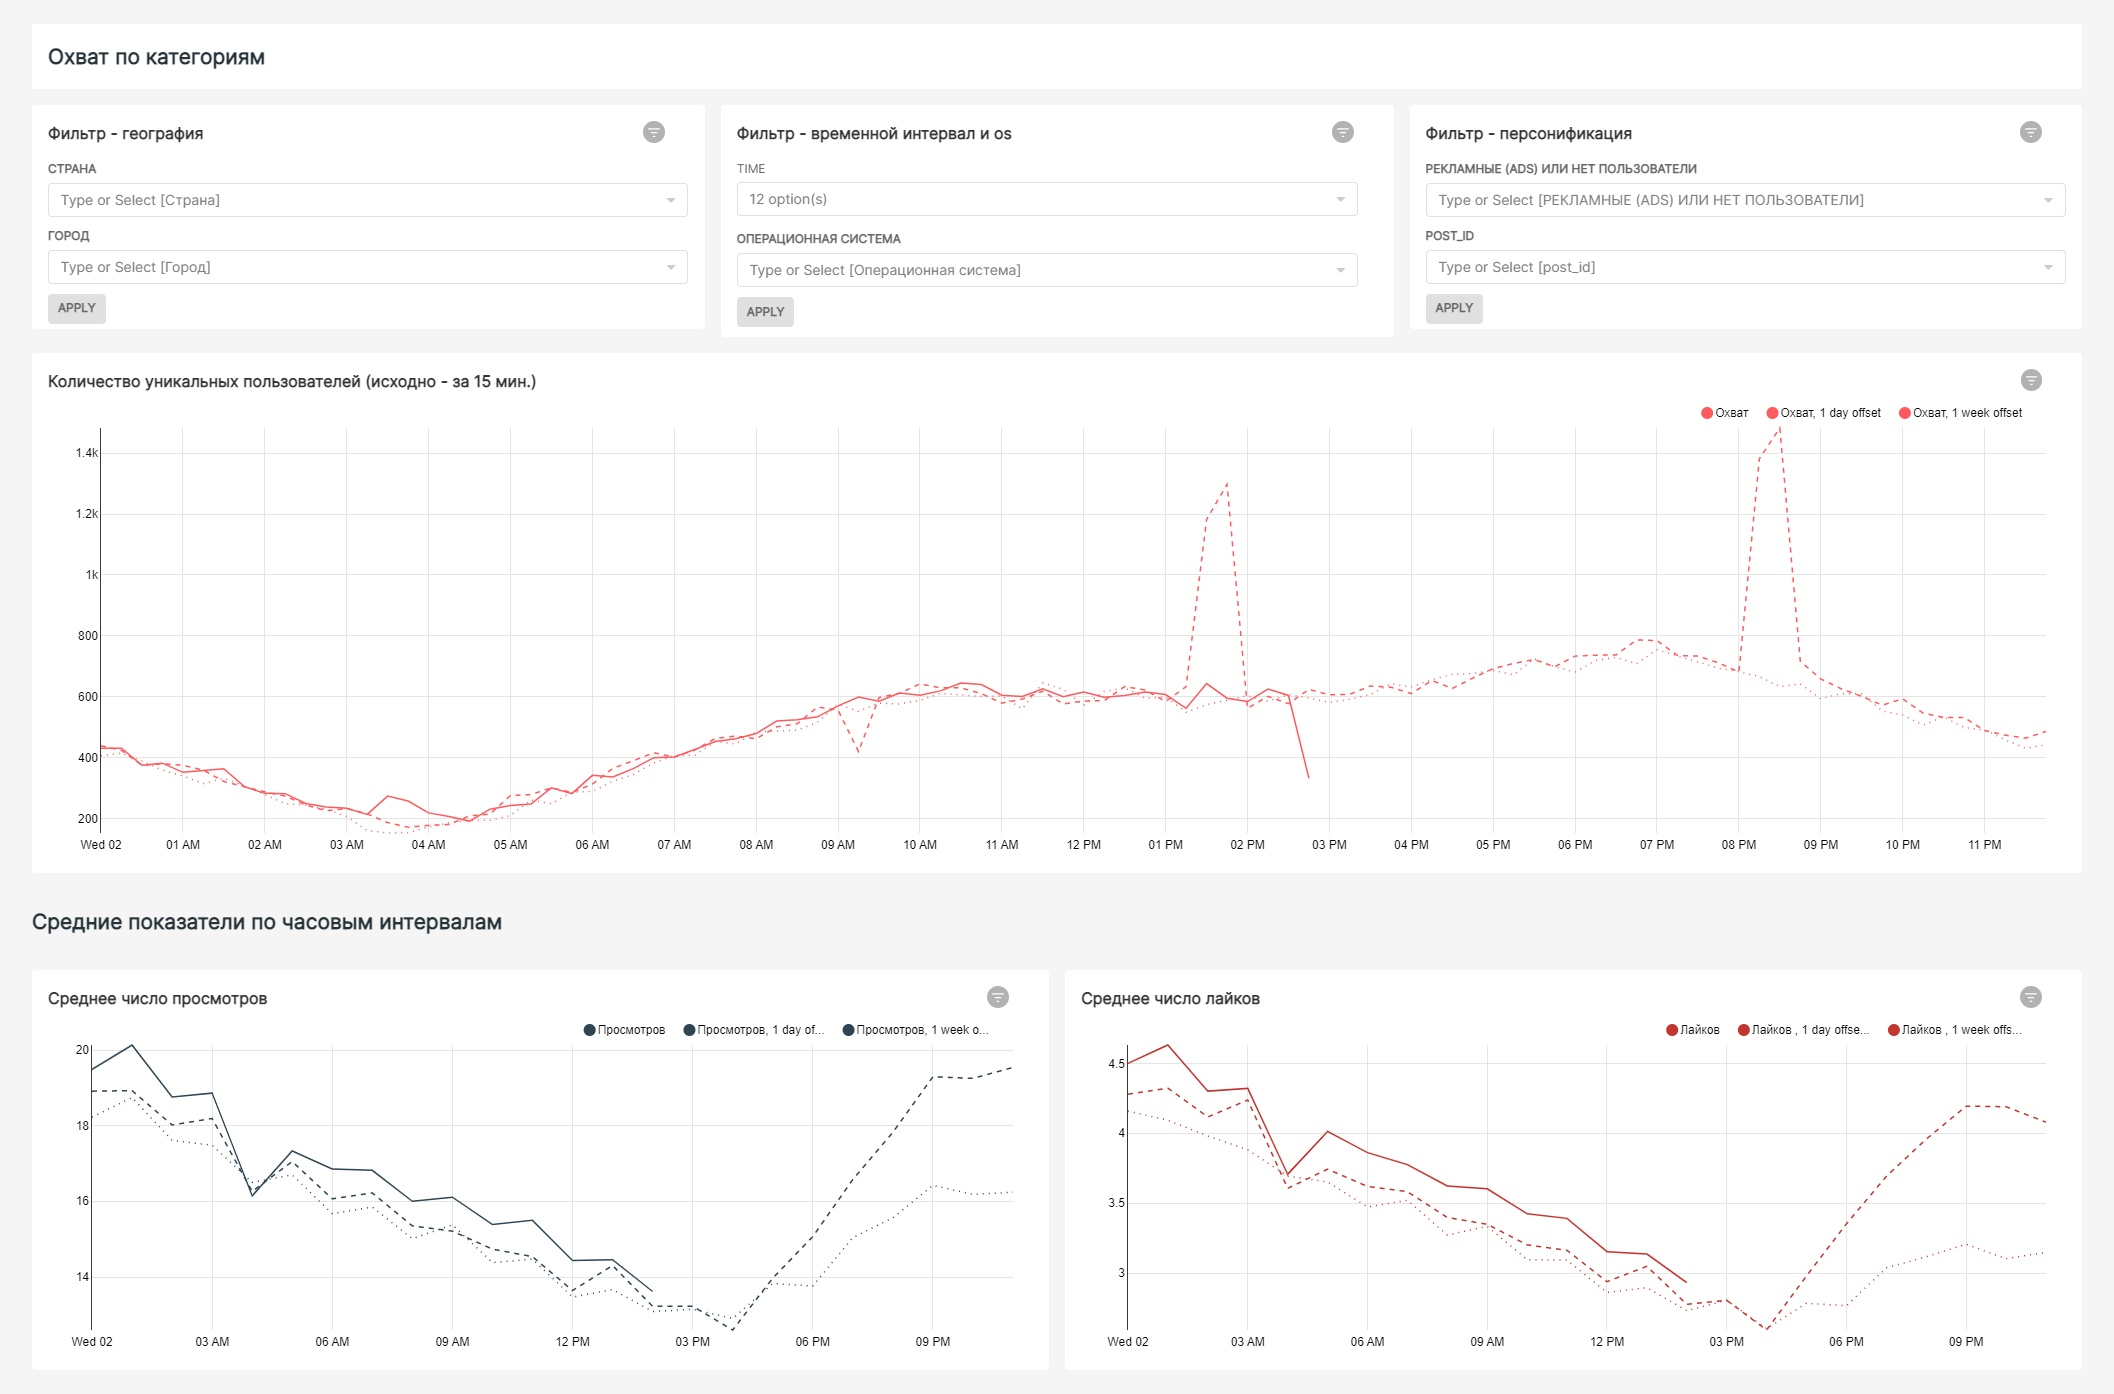 Охват по категориям
Фильтр - география
СТРАНА
Type or Select [Страна]
ГОРОД
Type or Select [Город]
APPLY
Фильтр - временной интервал и os
TIME
12 option(s)
ОПЕРАЦИОННАЯ СИСТЕМА
Type or Select [Операционная система]
APPLY
Фильтр - персонификация
РЕКЛАМНЫЕ (ADS) ИЛИ НЕТ ПОЛЬЗОВАТЕЛИ
Type or Select [РЕКЛАМНЫЕ (ADS) ИЛИ НЕТ ПОЛЬЗОВАТЕЛИ]
POST_ID
Type or Select [post_id]
APPLY
Количество уникальных пользователей (исходно - за 15 мин.)
Охват Охват, 1 day offset Охват, 1 week offset
1.4k
1.2k
1k
800
600
400
200
Wed 02 01 AM 02 AM 03 AM 04 AM 05 AM 06 AM 07 AM 08 AM 09 AM 10 AM 11 AM 12 PM 01 PM 02 PM 03 PM 04 PM 05 PM 06 PM 07 PM 08 PM 09 PM 10 PM 11 PM
Средние показатели по часовым интервалам
Среднее число просмотров
Просмотров Просмотров, 1 day of... Просмотров, 1 week o...
20
18
16
14
Wed 02 03 AM 06 AM 09 AM 12 PM 03 PM 06 PM 09 PM
Среднее число лайков
Лайков Лайков , 1 day offse... Лайков , 1 week offs...
4.5
4
3.5
3
Wed 02 03 AM 06 AM 09 AM 12 PM 03 PM 06 PM 09 PM